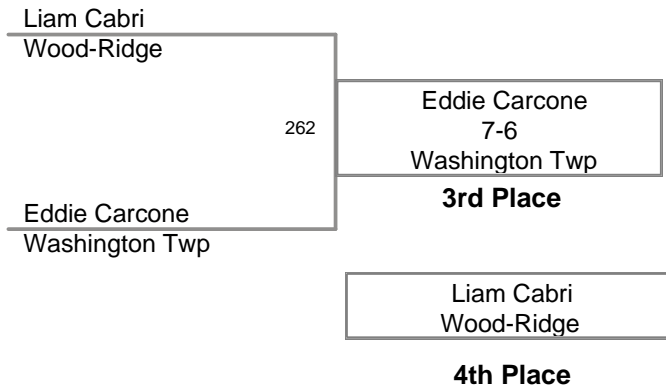 Liam Cabri
Wood-Ridge
262
Eddie Carcone
7-6
Washington Twp
3rd Place
Eddie Carcone
Washington Twp
Liam Cabri
Wood-Ridge
4th Place